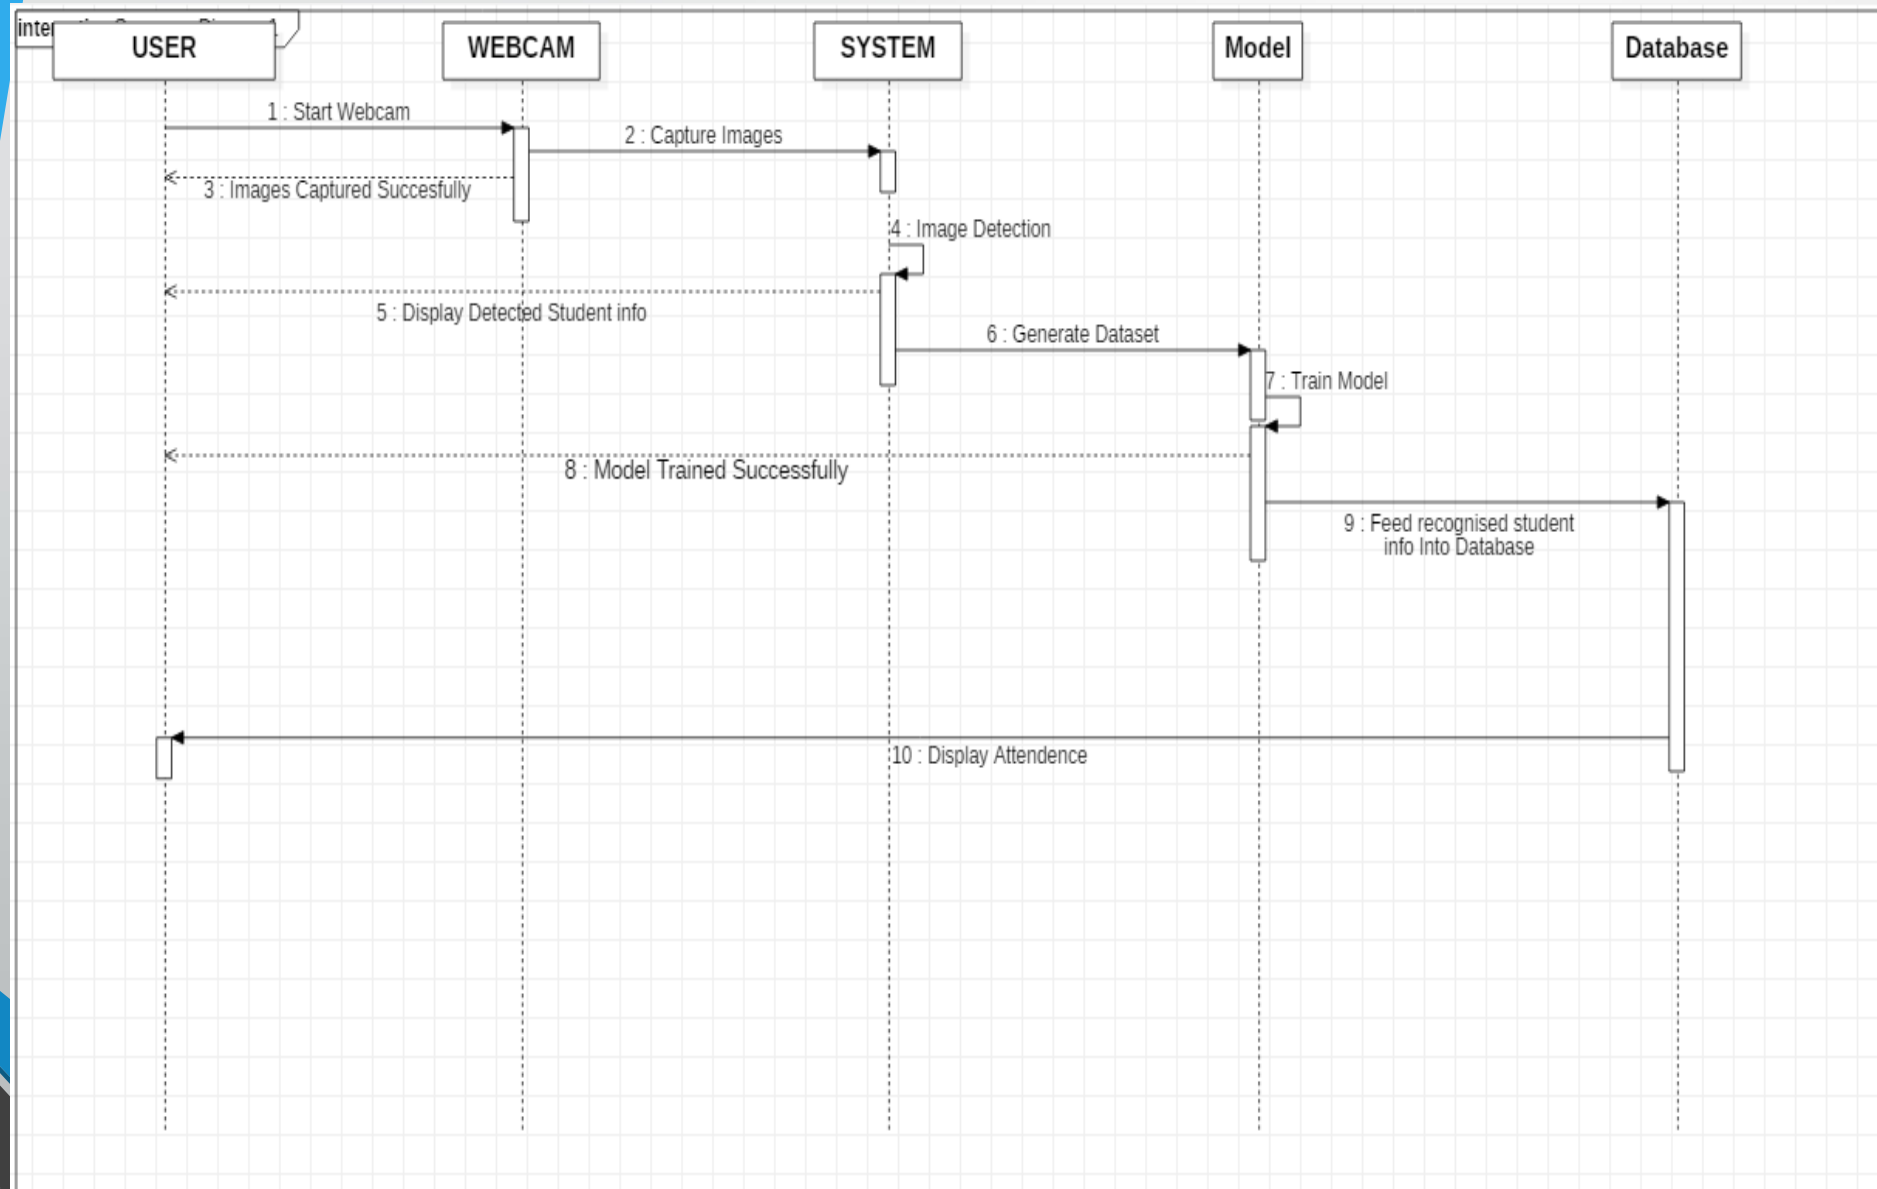 USER
WEBCAM
SYSTEM
Model
Database
1 : Start Webcam
2 : Capture Images
3 : Images Captured Succesfully
4 : Image Detection
5 : Display Detected Student info
6 : Generate Dataset
7 : Train Model
8 : Model Trained Successfully
9 : Feed recognised student
info Into Database
10 : Display Attendence